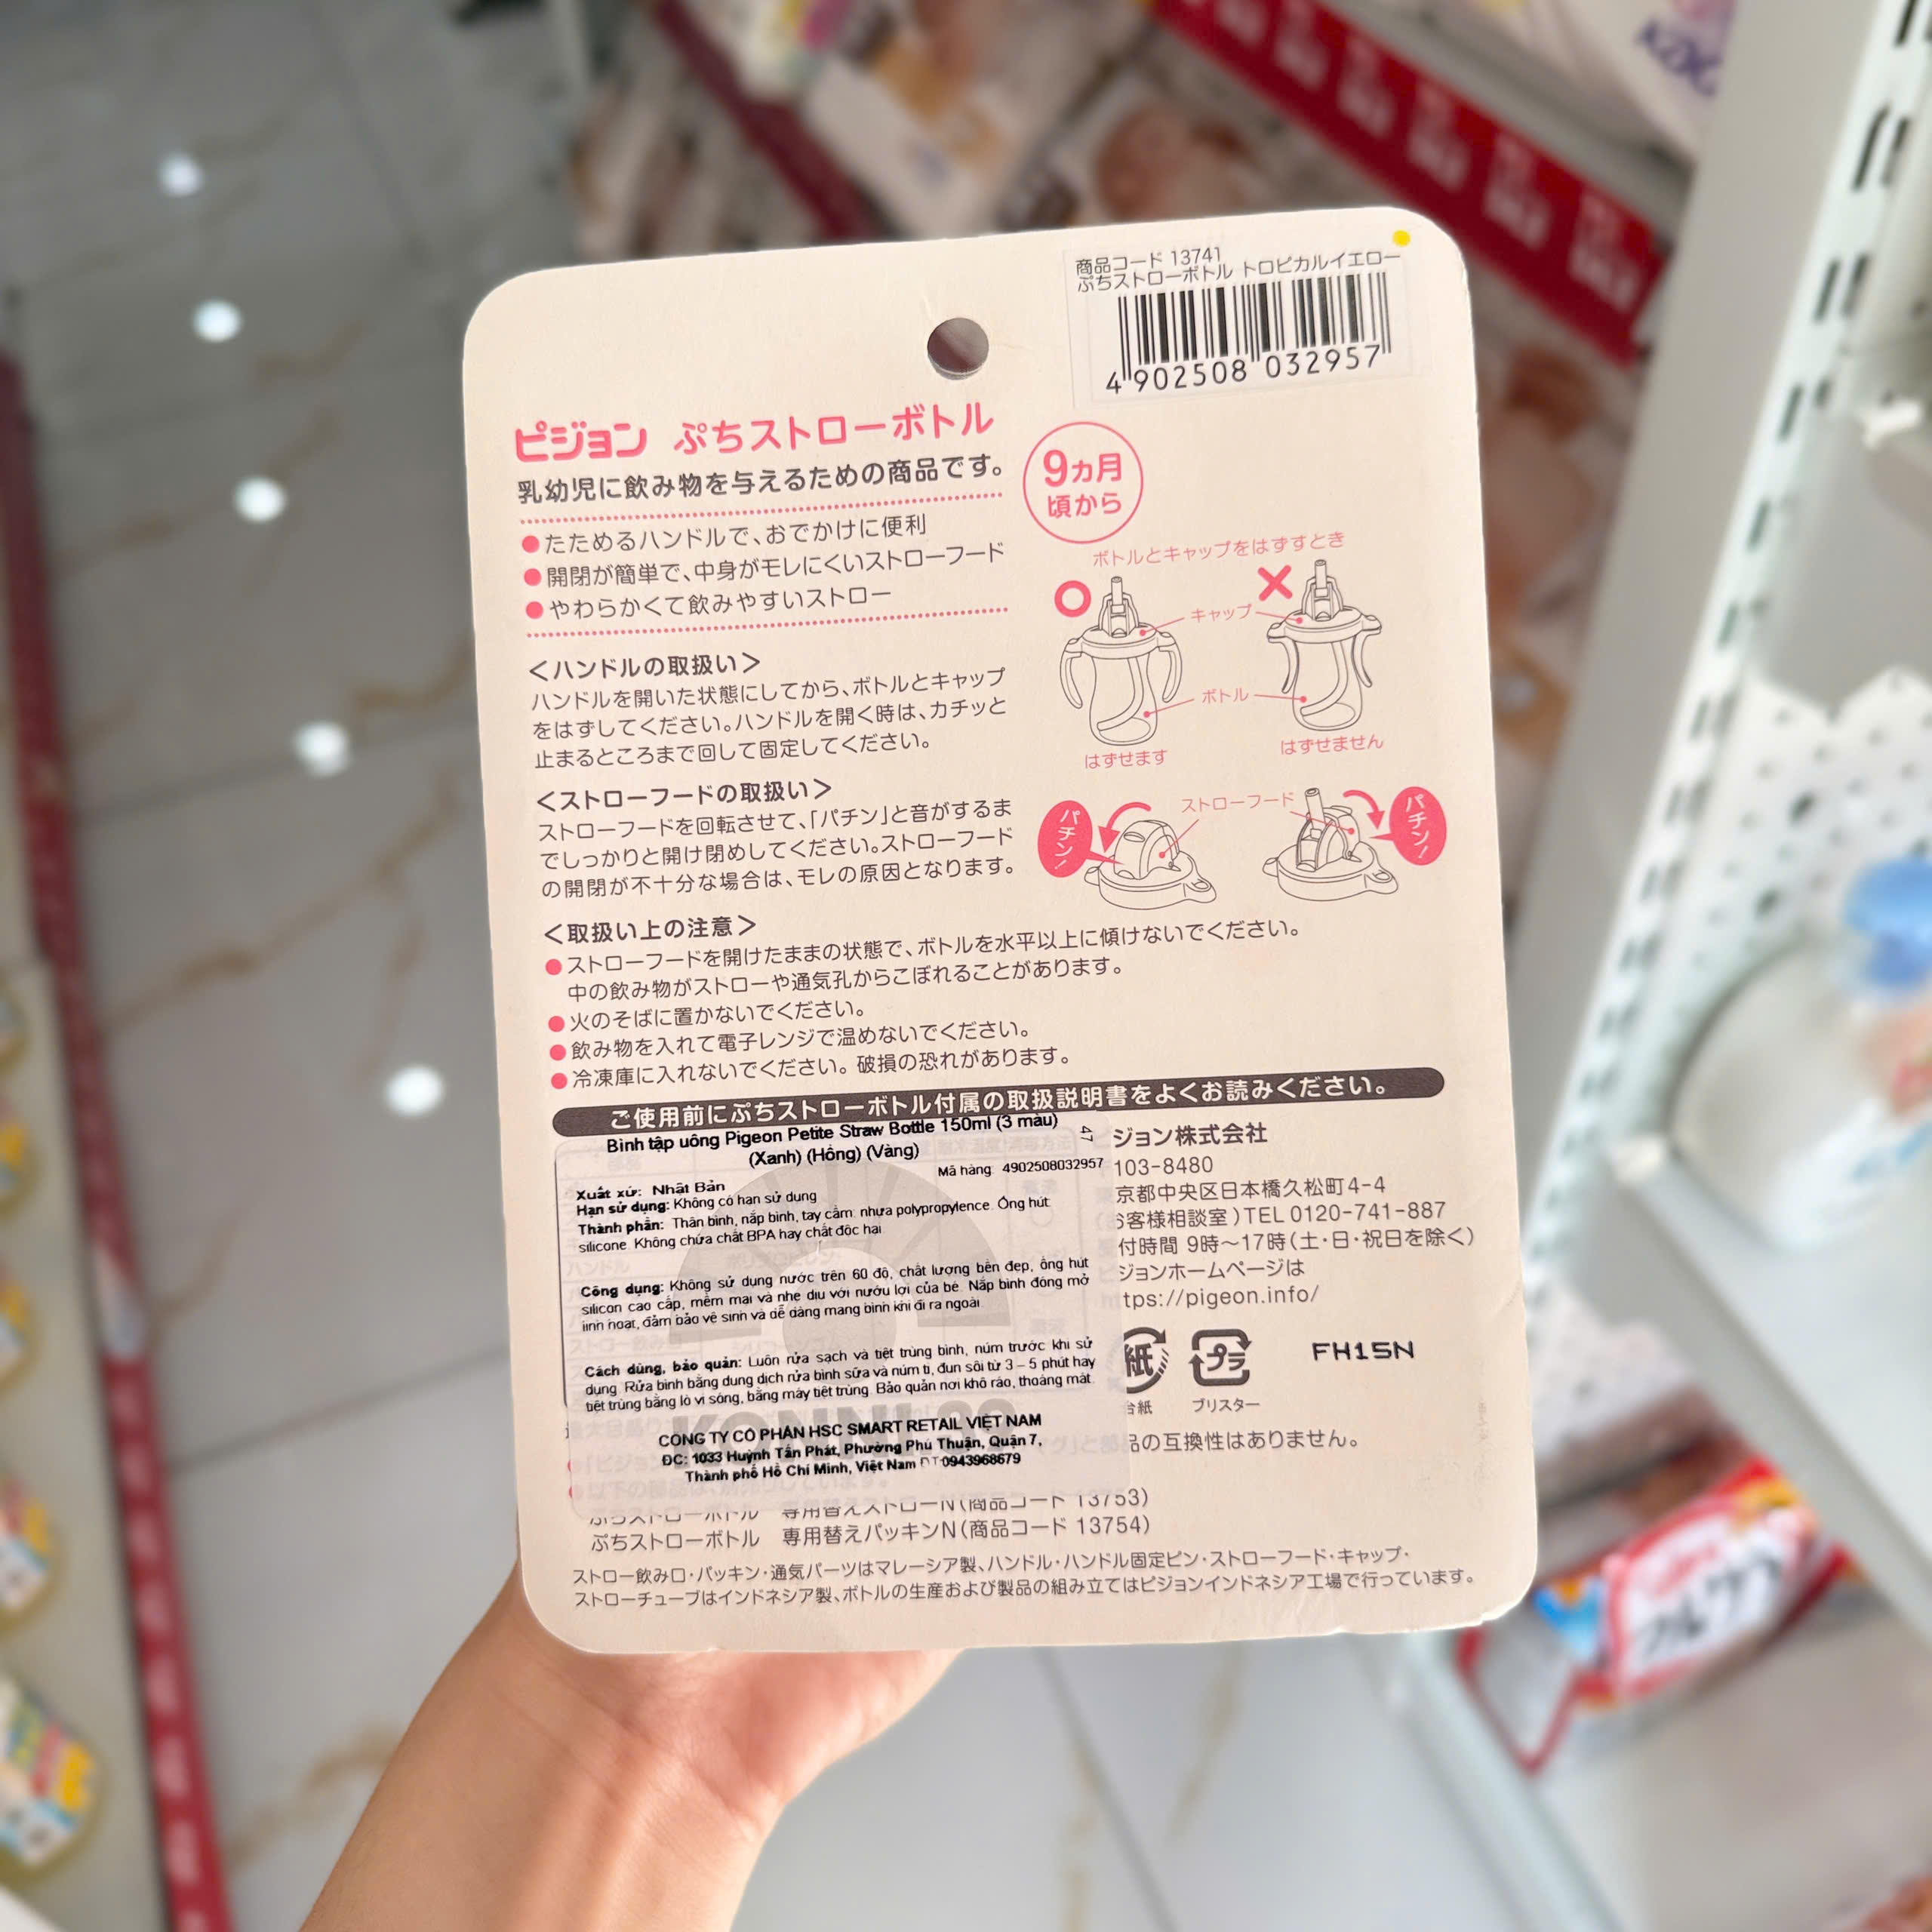 商品コード 13741
ぷちストローボトル トロピカルイエロー
4 902508 032957
ピジョン ぷちストローボトル
乳幼児に飲み物を与えるための商品です。
9ヵ月
頃から
●たためるハンドルで、おでかけに便利
●開閉が簡単で、中身がモレにくいストローフード
●やわらかくて飲みやすいストロー
ボトルとキャップをはずすとき
キャップ
ボトル
はずせます
はずせません
<ハンドルの取扱い>
ハンドルを開いた状態にしてから、ボトルとキャップ
をはずしてください。ハンドルを開く時は、カチッと
止まるところまで回して固定してください。
<ストローフードの取扱い>
ストローフードを回転させて、「パチン」と音がするま
でしっかりと開け閉めしてください。ストローフード
の開閉が不十分な場合は、モレの原因となります。
パチン!
ストローフード
パチン!
<取扱い上の注意>
●ストローフードを開けたままの状態で、ボトルを水平以上に傾けないでください。
中の飲み物がストローや通気孔からこぼれることがあります。
●火のそばに置かないでください。
●飲み物を入れて電子レンジで温めないでください。
●冷凍庫に入れないでください。破損の恐れがあります。
ご使用前にぷちストローボトル付属の取扱説明書をよくお読みください。
Bình tập uông Pigeon Petite Straw Bottle 150ml (3 màu)
(Xanh) (Hồng) (Vàng)
47
Mã hàng: 4902508032957
Xuất xứ: Nhật Bản
Hạn sử dụng: Không có hạn sử dụng
Thành phần: Thân bình, nắp bình, tay cầm: nhựa polypropylence. Ống hút:
silicone. Không chứa chất BPA hay chất độc hại
Công dụng: Không sử dụng nước trên 60 độ, chất lượng bền đẹp, ống hút
silicon cao cấp, mềm mại và nhẹ dịu với nướu lợi của bé. Nắp bình đóng mở
linh hoạt, đảm bảo vệ sinh và dễ dàng mang bình khi đi ra ngoài
Cách dùng, bảo quản: Luôn rửa sạch và tiệt trùng bình, núm trước khi sử
dụng. Rửa bình bằng dung dịch rửa bình sữa và núm ti, đun sôi từ 3 – 5 phút hay
tiệt trùng bằng lò vi sóng, bằng máy tiệt trùng. Bảo quản nơi khô ráo, thoáng mát
CÔNG TY CỔ PHẦN HSC SMART RETAIL VIỆT NAM
ĐC: 1033 Huỳnh Tấn Phát, Phường Phú Thuận, Quận 7,
Thành phố Hồ Chí Minh, Việt Nam ĐT:0943968679
ジョン株式会社
103-8480
京都中央区日本橋久松町4-4
客様相談室)TEL 0120-741-887
付時間 9時〜17時(土・日・祝日を除く)
ジョンホームページは
tps://pigeon.info/
紙
プラ
FH15N
台紙
ブリスター
品の互換性はありません。
ぷちストローボトル 専用替えストローN(商品コード 13753)
ぷちストローボトル 専用替えパッキンN(商品コード 13754)
ストロー飲み口・パッキン・通気パーツはマレーシア製、ハンドル・ハンドル固定ピン・ストローフード・キャップ・
ストローチューブはインドネシア製、ボトルの生産および製品の組み立てはピジョンインドネシア工場で行っています。